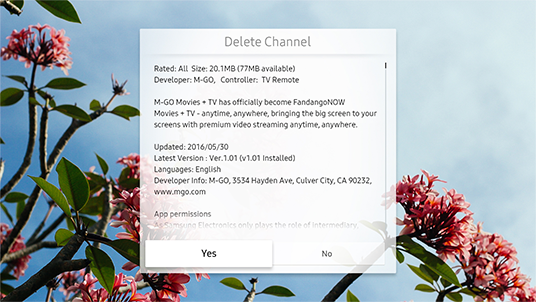 Delete Channel
Rated: All Size: 20.1MB (77MB available)
Developer: M-GO, Controller: TV Remote
M-GO Movies + TV has officially become FandangoNOW
Movies + TV - anytime, anywhere, bringing the big screen to your
screens with premium video streaming anytime, anywhere.
Updated: 2016/05/30
Latest Version : Ver.1.01 (v1.01 Installed)
Languages: English
Developer Info: M-GO, 3534 Hayden Ave, Culver City, CA 90232,
www.mgo.com
App permissions
As Samsung Electronics only plays the role of intermediary,
Yes
No